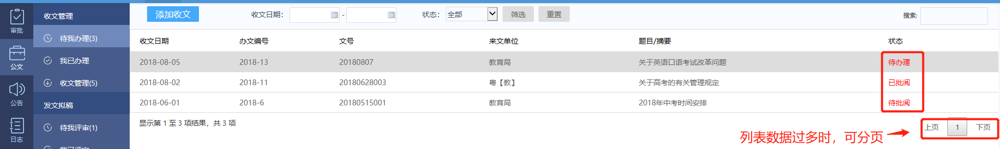 审批
公文
公告
日志
收文管理
待我办理(3)
我已办理
收文管理(5)
发文拟稿
待我评审(1)
我已评审
添加收文 收文日期： - 状态： 全部 筛选 重置 搜索:
收文日期 办文编号 文号 来文单位 题目/摘要 状态
2018-08-05 2018-13 20180807 教育局 关于英语口语考试改革问题 待办理
2018-08-02 2018-11 20180628003 粤【教】 关于高考的有关管理规定 已批阅
2018-06-01 2018-6 20180515001 教育局 2018年中考时间安排 待批阅
显示第 1 至 3 项结果，共 3 项
上页 1 下页
列表数据过多时，可分页